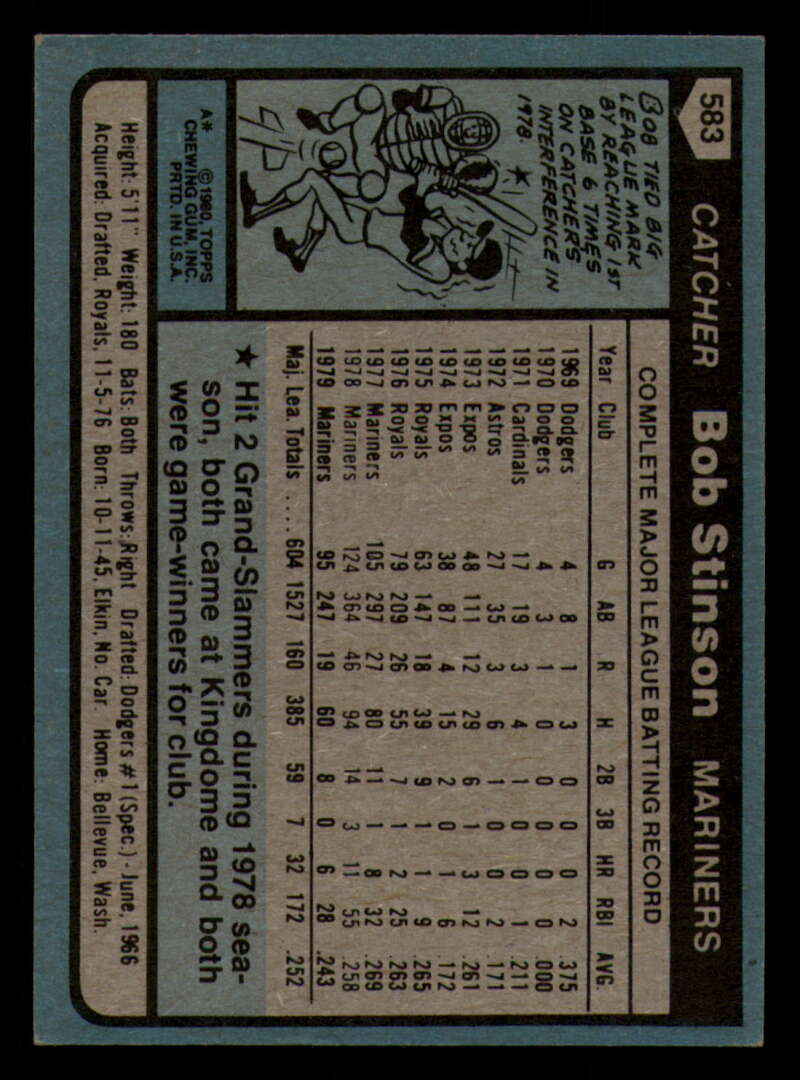 583 CATCHER Bob Stinson MARINERS
BOB TIED BIG
LEAGUE MARK
BY REACHING 1ST
BASE 6 TIMES
ON CATCHER'S
INTERFERENCE IN
1978.
A* ©1980 TOPPS
CHEWING GUM, INC.
PRTD. IN U.S.A.
COMPLETE MAJOR LEAGUE BATTING RECORD
Year Club G AB R H 2B 3B HR RBI AVG.
1969 Dodgers 4 8 1 3 0 0 0 2 .375
1970 Dodgers 4 3 1 0 0 0 0 0 .000
1971 Cardinals 17 19 3 4 1 0 0 1 .211
1972 Astros 27 35 3 6 1 0 0 2 .171
1973 Expos 48 111 12 29 6 1 3 12 .261
1974 Expos 38 87 4 15 2 0 1 6 .172
1975 Royals 63 147 18 39 9 1 1 9 .265
1976 Royals 79 209 26 55 7 1 2 25 .263
1977 Mariners 105 297 27 80 11 1 8 32 .269
1978 Mariners 124 364 46 94 14 3 11 55 .258
1979 Mariners 95 247 19 60 8 0 6 28 .243
Maj. Lea. Totals .... 604 1527 160 385 59 7 32 172 .252
★ Hit 2 Grand-Slammers during 1978 sea-
son, both came at Kingdome and both
were game-winners for club.
Height: 5'11" Weight: 180 Bats: Both Throws: Right Drafted: Dodgers #1 (Spec.) - June, 1966
Acquired: Drafted, Royals, 11-5-76 Born: 10-11-45, Elkin, No. Car. Home: Bellevue, Wash.